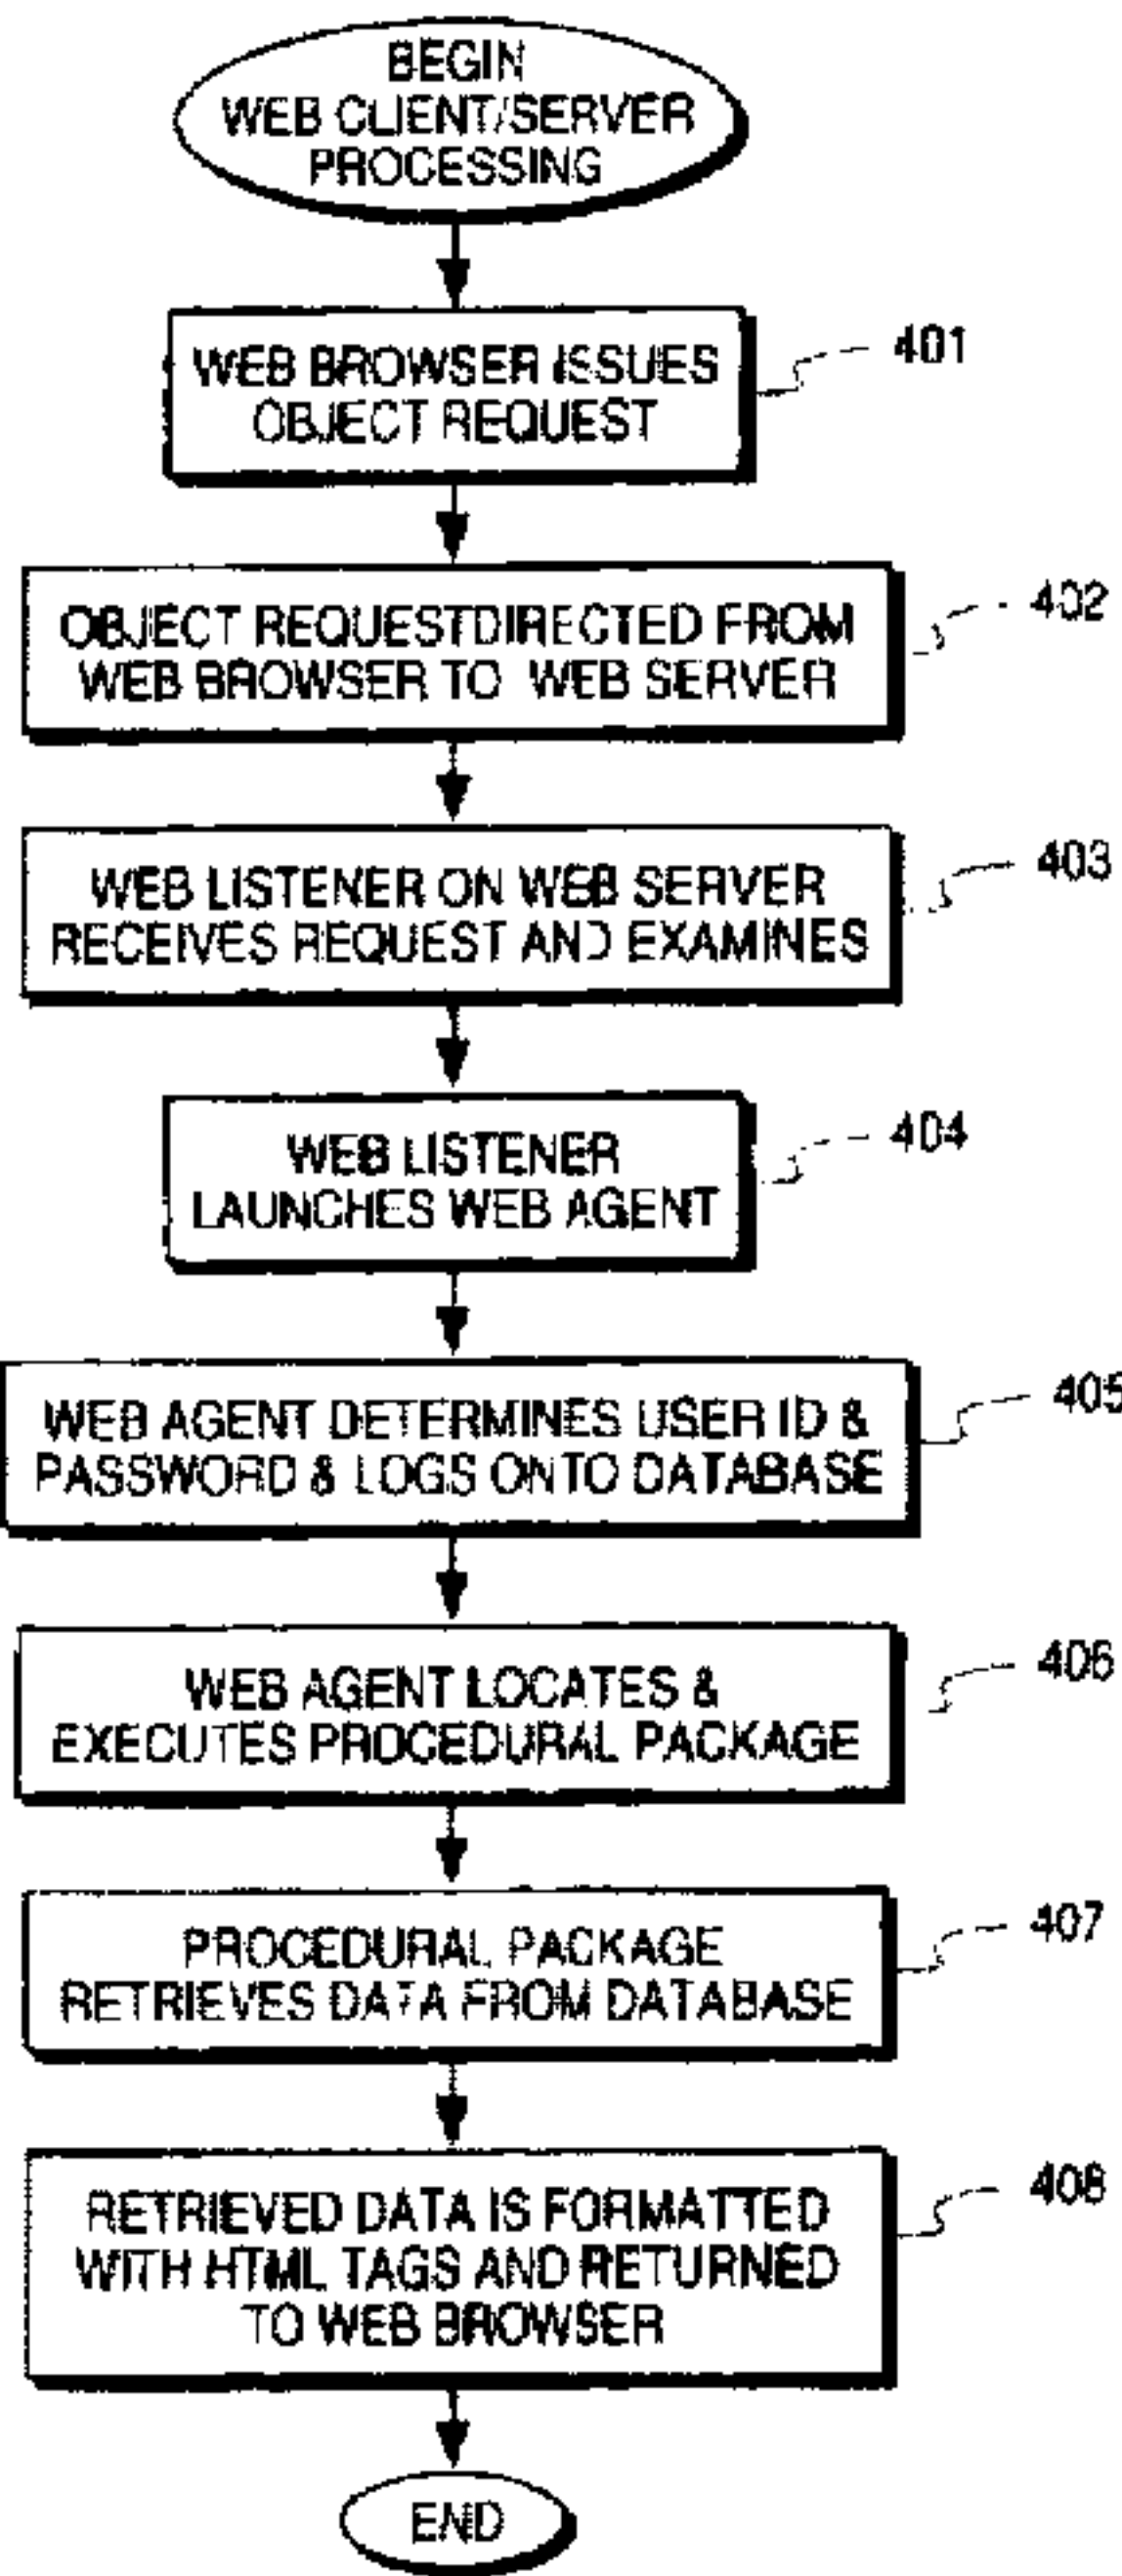 BEGIN
WEB CLIENT/SERVER
PROCESSING
WEB BROWSER ISSUES
OBJECT REQUEST
401
OBJECT REQUESTDIRECTED FROM
WEB BROWSER TO WEB SERVER
402
WEB LISTENER ON WEB SERVER
RECEIVES REQUEST AND EXAMINES
403
WEB LISTENER
LAUNCHES WEB AGENT
404
WEB AGENT DETERMINES USER ID &
PASSWORD & LOGS ONTO DATABASE
405
WEB AGENT LOCATES &
EXECUTES PROCEDURAL PACKAGE
406
PROCEDURAL PACKAGE
RETRIEVES DATA FROM DATABASE
407
RETRIEVED DATA IS FORMATTED
WITH HTML TAGS AND RETURNED
TO WEB BROWSER
408
END